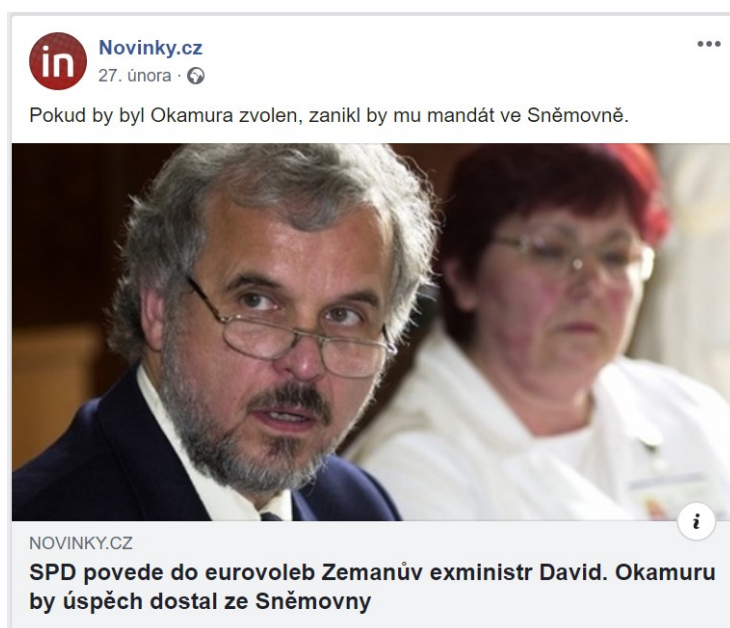 in
Novinky.cz
27. února ·
Pokud by byl Okamura zvolen, zanikl by mu mandát ve Sněmovně.
i
NOVINKY.CZ
SPD povede do eurovoleb Zemanův exministr David. Okamuru
by úspěch dostal ze Sněmovny